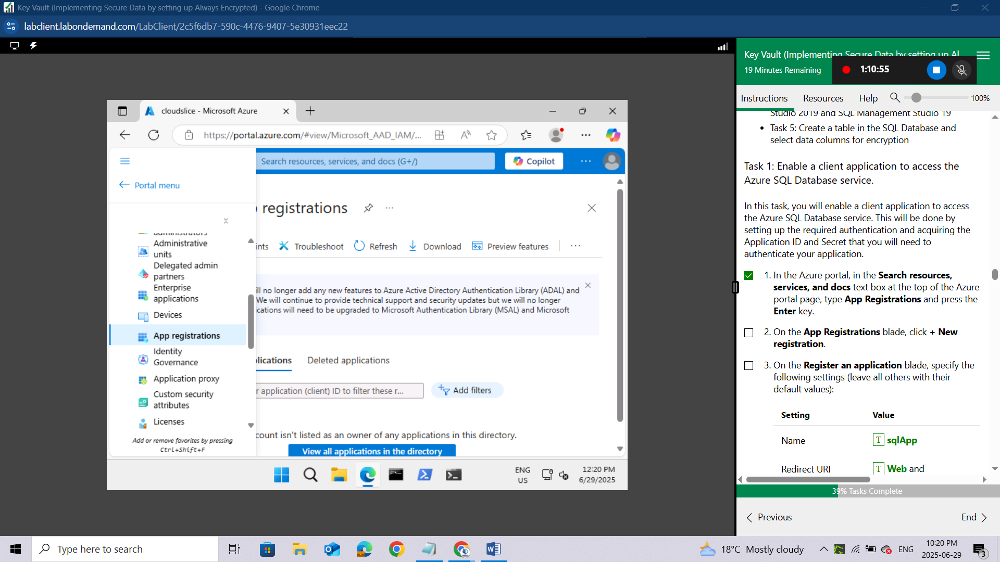 Key Vault (Implementing Secure Data by setting up Always Encrypted) - Google Chrome
labclient.labondemand.com/LabClient/2c5f6db7-590c-4476-9407-5e30931eec22
cloudslice - Microsoft Azure
https://portal.azure.com/#view/Microsoft_AAD_IAM/...
Search resources, services, and docs (G+/)
Copilot
Portal menu
registrations
Administrative
units
Delegated admin
partners
Enterprise
applications
Devices
App registrations
Identity
Governance
Application proxy
Custom security
attributes
Licenses
Add or remove favorites by pressing
Ctrl+Shift+F
nts
Troubleshoot
Refresh
Download
Preview features
ll no longer add any new features to Azure Active Directory Authentication Library (ADAL) and
We will continue to provide technical support and security updates but we will no longer
ications will need to be upgraded to Microsoft Authentication Library (MSAL) and Microsoft
plications
Deleted applications
r application (client) ID to filter these r...
Add filters
count isn't listed as an owner of any applications in this directory.
View all applications in the directory
ENG
US
12:20 PM
6/29/2025
Key Vault (Implementing Secure Data by setting up Al
19 Minutes Remaining
1:10:55
Instructions
Resources
Help
100%
Studio 2019 and SQL Management Studio 19
• Task 5: Create a table in the SQL Database and
select data columns for encryption
Task 1: Enable a client application to access the
Azure SQL Database service.
In this task, you will enable a client application to access
the Azure SQL Database service. This will be done by
setting up the required authentication and acquiring the
Application ID and Secret that you will need to
authenticate your application.
1. In the Azure portal, in the Search resources,
services, and docs text box at the top of the Azure
portal page, type App Registrations and press the
Enter key.
2. On the App Registrations blade, click + New
registration.
3. On the Register an application blade, specify the
following settings (leave all others with their
default values):
Setting Value
Name T sqlApp
Redirect URI T Web and
39% Tasks Complete
Previous
End
Type here to search
18°C Mostly cloudy
ENG
10:20 PM
2025-06-29
3